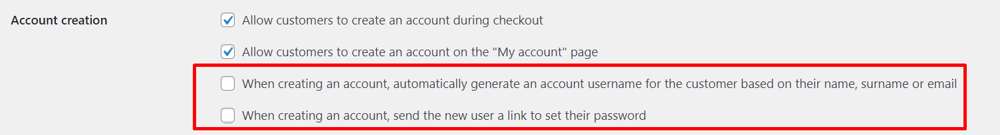 Account creation
Allow customers to create an account during checkout
Allow customers to create an account on the "My account" page
When creating an account, automatically generate an account username for the customer based on their name, surname or email
When creating an account, send the new user a link to set their password